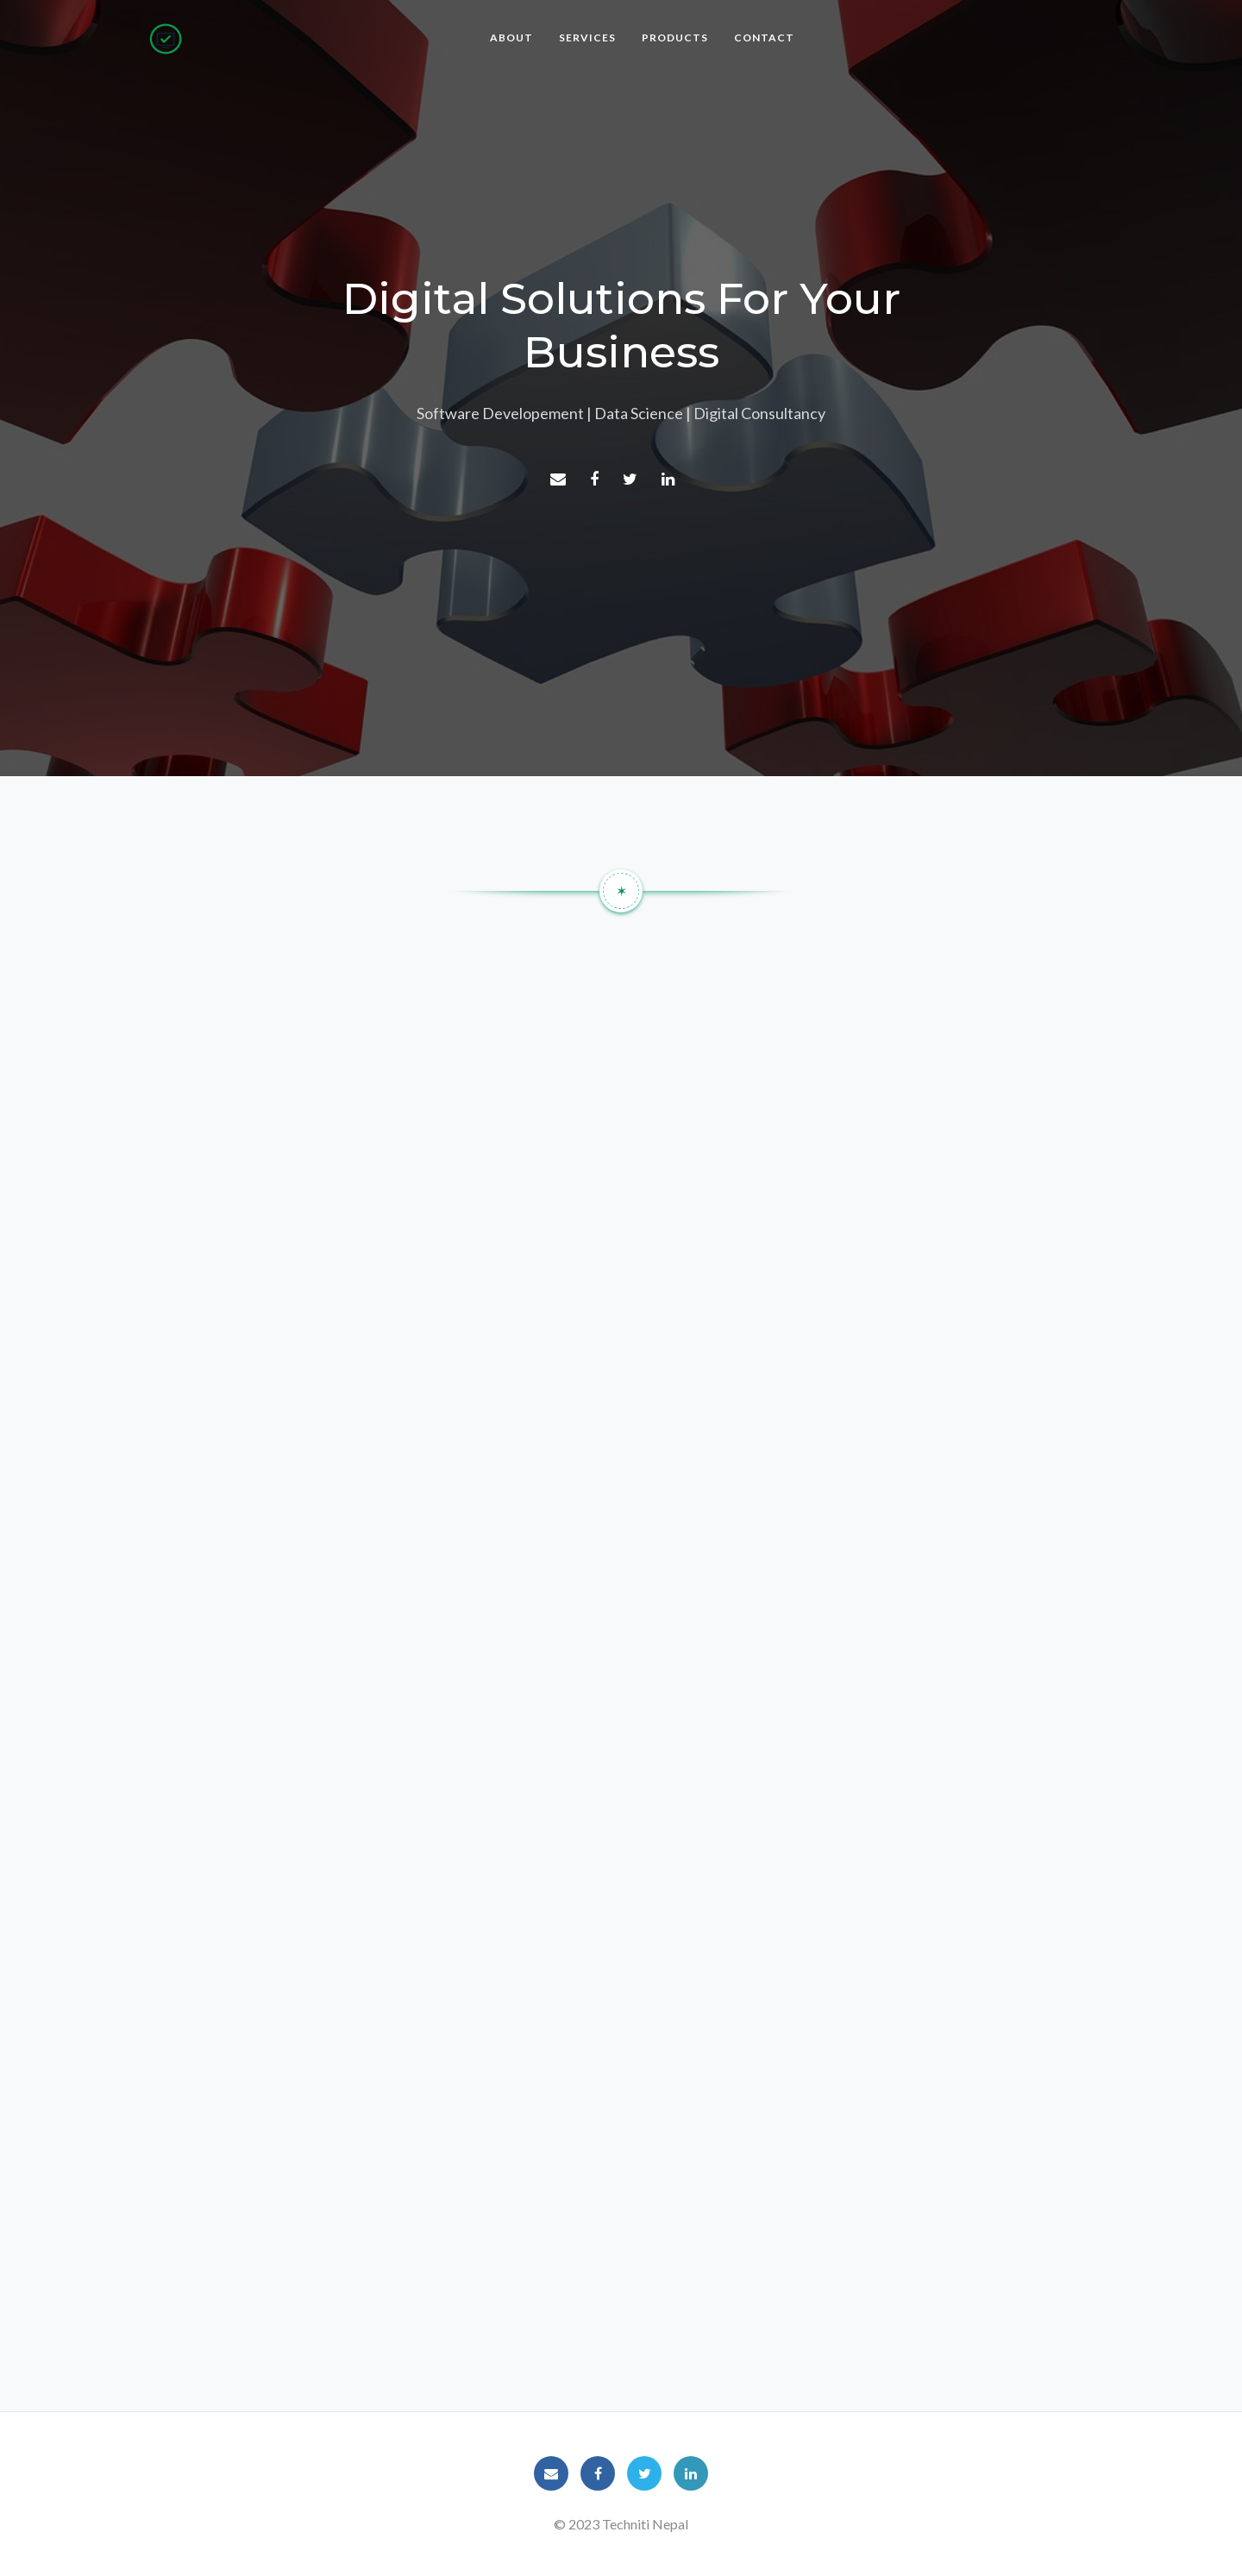 ABOUT SERVICES PRODUCTS CONTACT
Digital Solutions For Your
Business
Software Developement | Data Science | Digital Consultancy
© 2023 Techniti Nepal